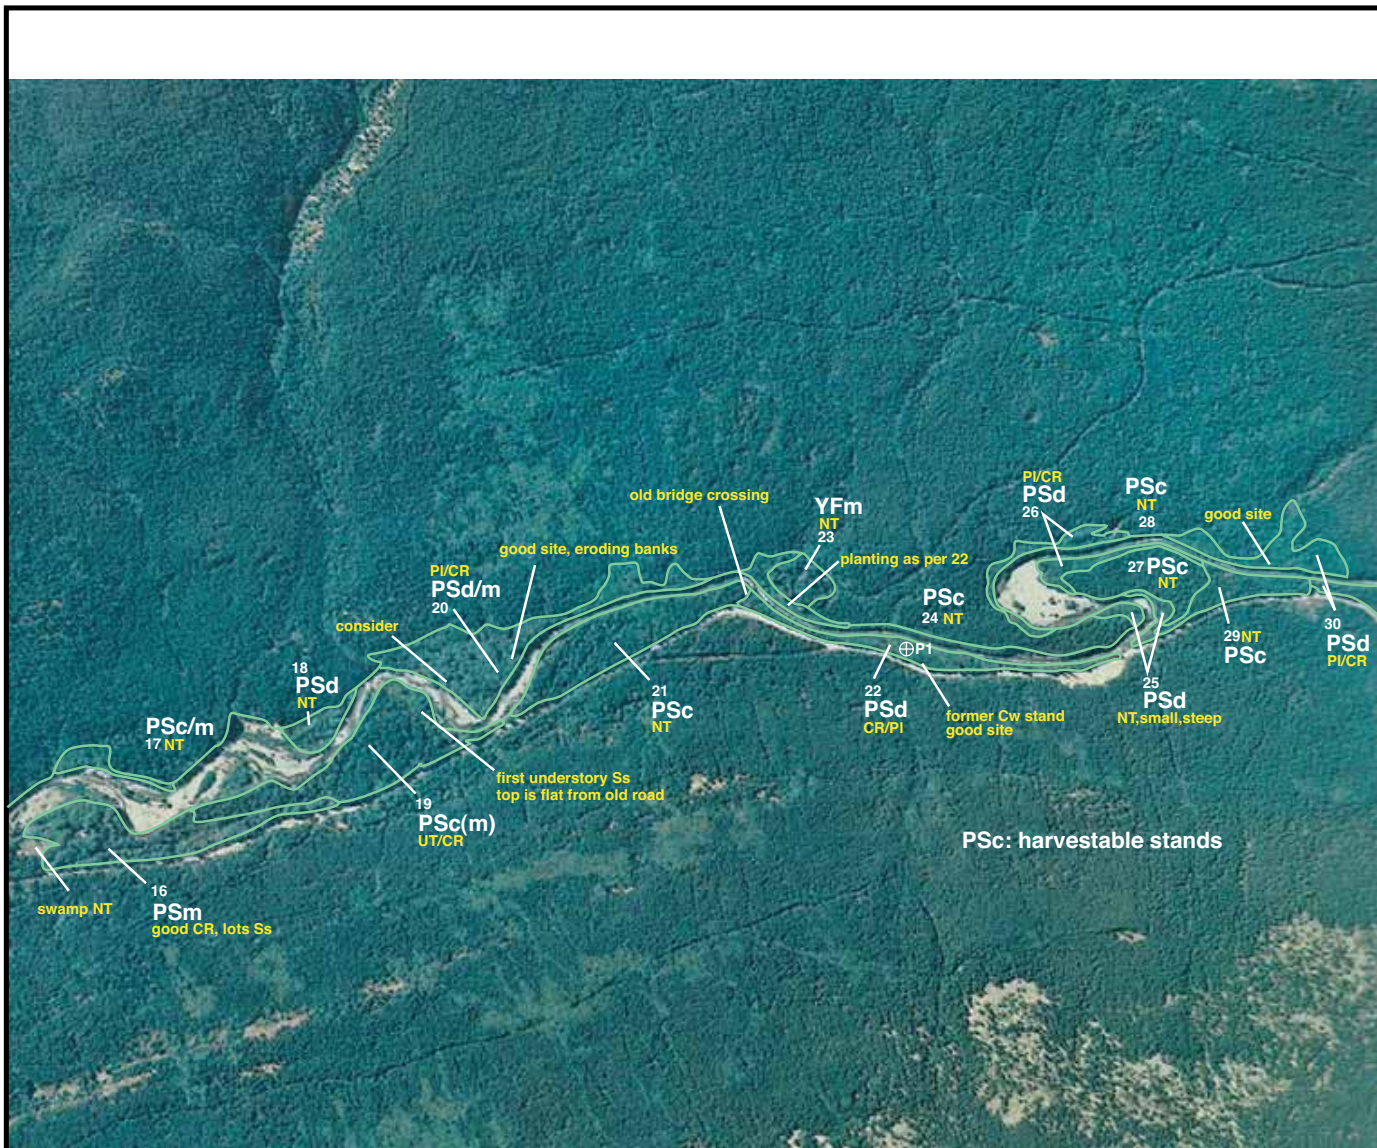 PI/CR
PSd
26
PSc
NT
28
old bridge crossing
YFm
NT
23
good site
good site, eroding banks
planting as per 22
27 PSc
NT
PI/CR
PSd/m
20
PSc
24 NT
consider
P1
29 NT
PSc
30
PSd
PI/CR
18
PSd
NT
21
PSc
NT
22
PSd
CR/PI
25
PSd
NT,small,steep
former Cw stand
good site
PSc/m
17 NT
first understory Ss
top is flat from old road
19
PSc(m)
UT/CR
PSc: harvestable stands
16
PSm
good CR, lots Ss
swamp NT